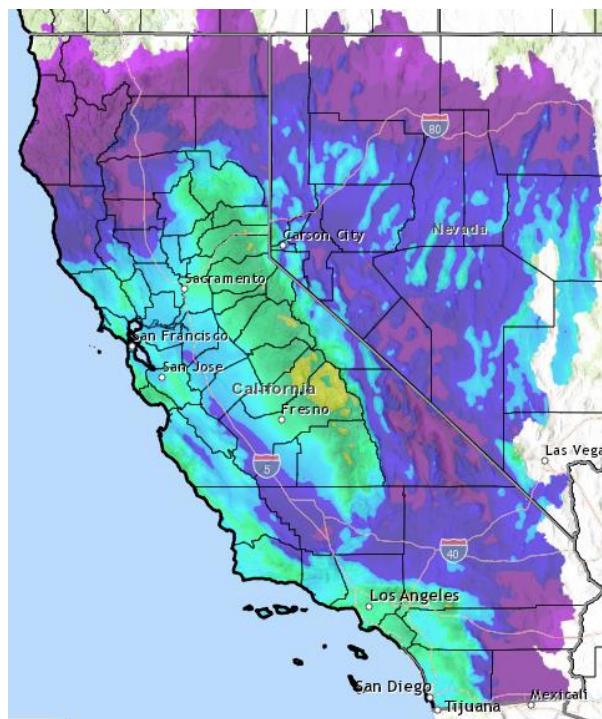 80
Carson City
Nevada
Sacramento
San Francisco
San Jose
California
Fresno
5
Las Vega
40
Los Angeles
San Diego
Tijuana
Mexicali